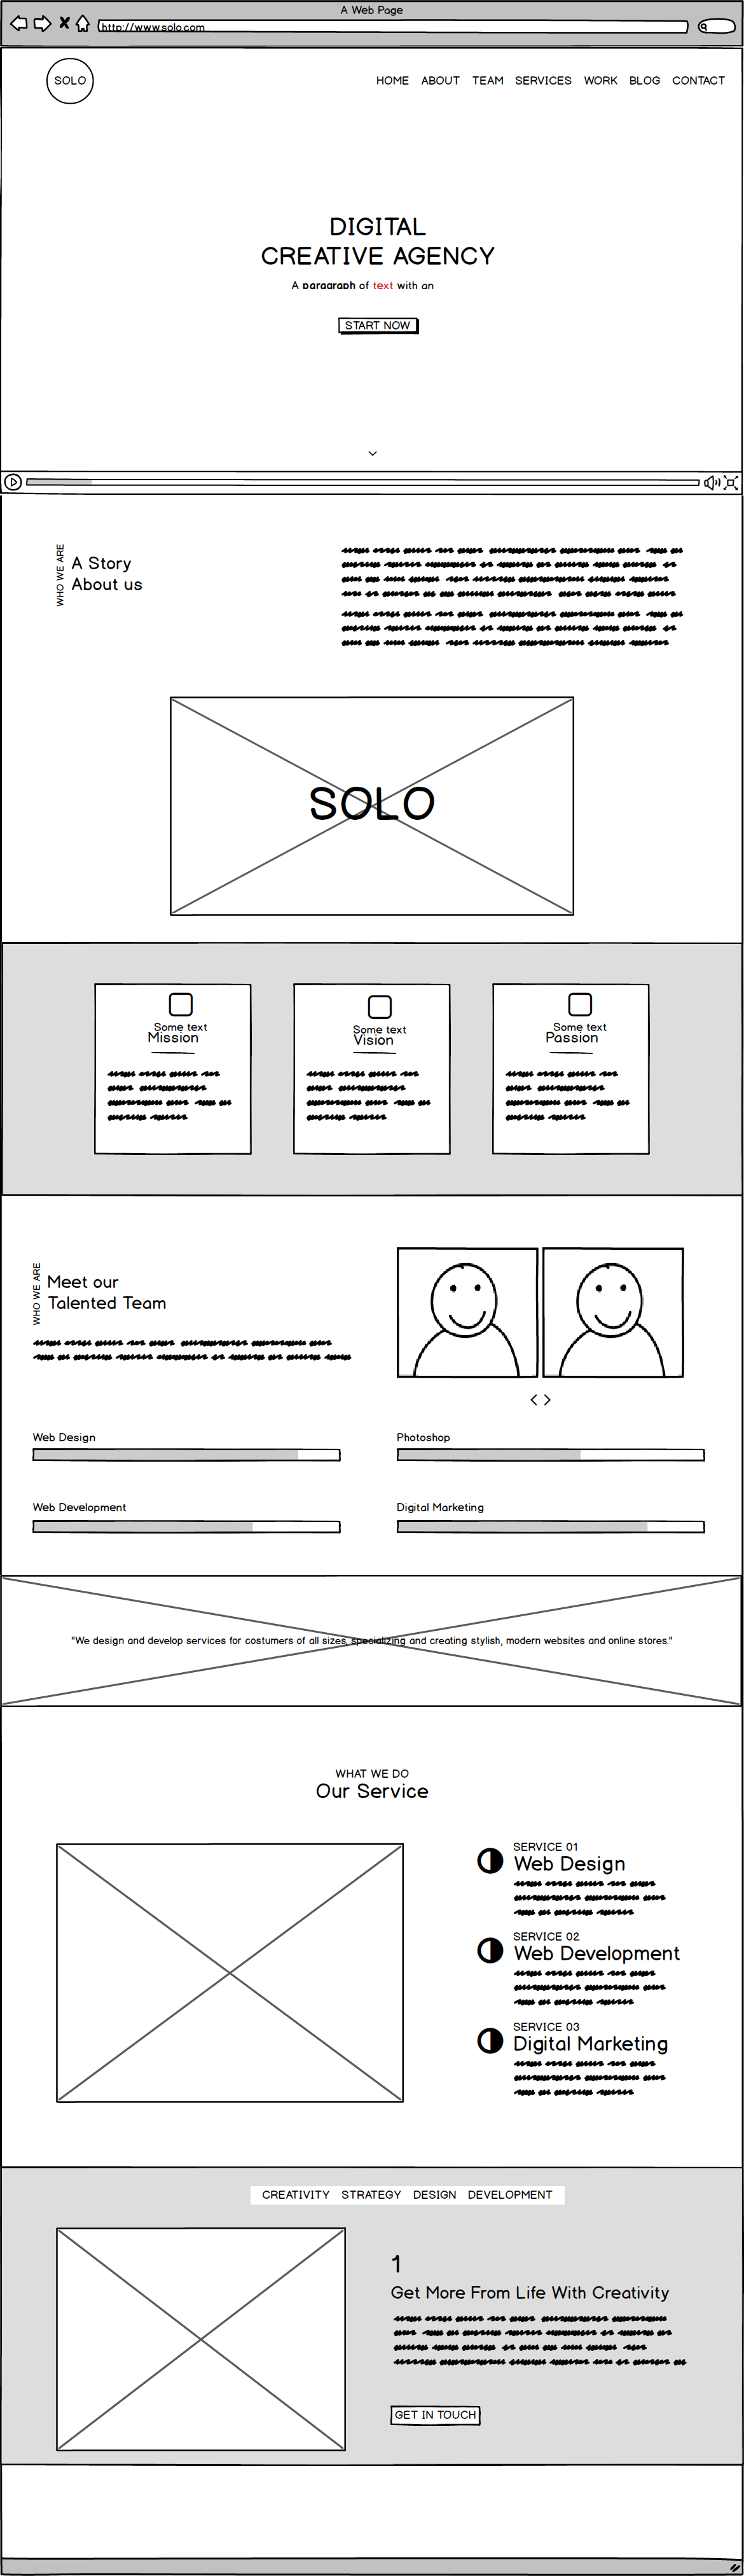 A Web Page
http://www.solo.com
SOLO
HOME ABOUT TEAM SERVICES WORK BLOG CONTACT
DIGITAL
CREATIVE AGENCY
A paragraph of text with an
START NOW
WHO WE ARE
A Story
About us
SOLO
Some text
Mission
Some text
Vision
Some text
Passion
WHO WE ARE
Meet our
Talented Team
Web Design
Photoshop
Web Development
Digital Marketing
"We design and develop services for costumers of all sizes, specializing and creating stylish, modern websites and online stores."
WHAT WE DO
Our Service
SERVICE 01
Web Design
SERVICE 02
Web Development
SERVICE 03
Digital Marketing
CREATIVITY STRATEGY DESIGN DEVELOPMENT
1
Get More From Life With Creativity
GET IN TOUCH